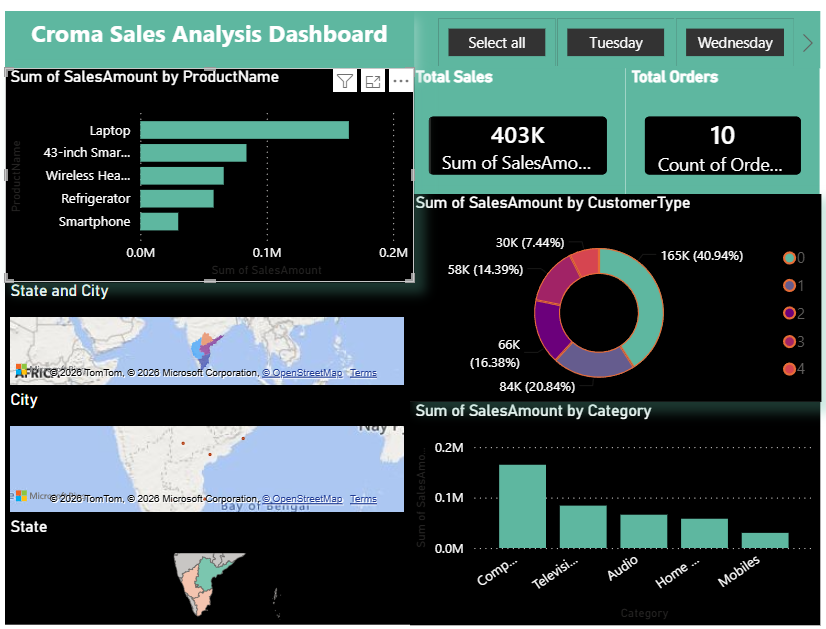 Croma Sales Analysis Dashboard
Select all
Tuesday
Wednesday
Sum of SalesAmount by ProductName
ProductName
Laptop
43-inch Smar...
Wireless Hea...
Refrigerator
Smartphone
0.0M
0.1M
0.2M
Sum of SalesAmount
Total Sales
403K
Sum of SalesAmo...
Total Orders
10
Count of Orde...
Sum of SalesAmount by CustomerType
30K (7.44%)
165K (40.94%)
58K (14.39%)
66K
(16.38%)
84K (20.84%)
0
1
2
3
4
State and City
AFRIC
© 2026 TomTom, © 2026 Microsoft Corporation, © OpenStreetMap Terms
City
Bay of Bengal
© 2026 TomTom, © 2026 Microsoft Corporation, © OpenStreetMap Terms
State
Sum of SalesAmount by Category
Sum of SalesAmo...
0.2M
0.1M
0.0M
Comp...
Televisi...
Audio
Home ...
Mobiles
Category